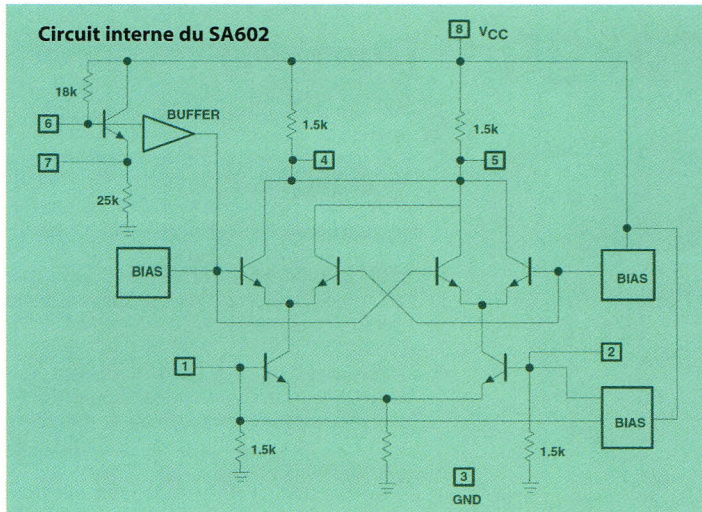 Circuit interne du SA602
8 VCC
18k
BUFFER
6
1.5k
1.5k
7
4
5
25k
BIAS
BIAS
1
2
BIAS
1.5k
1.5k
3
GND